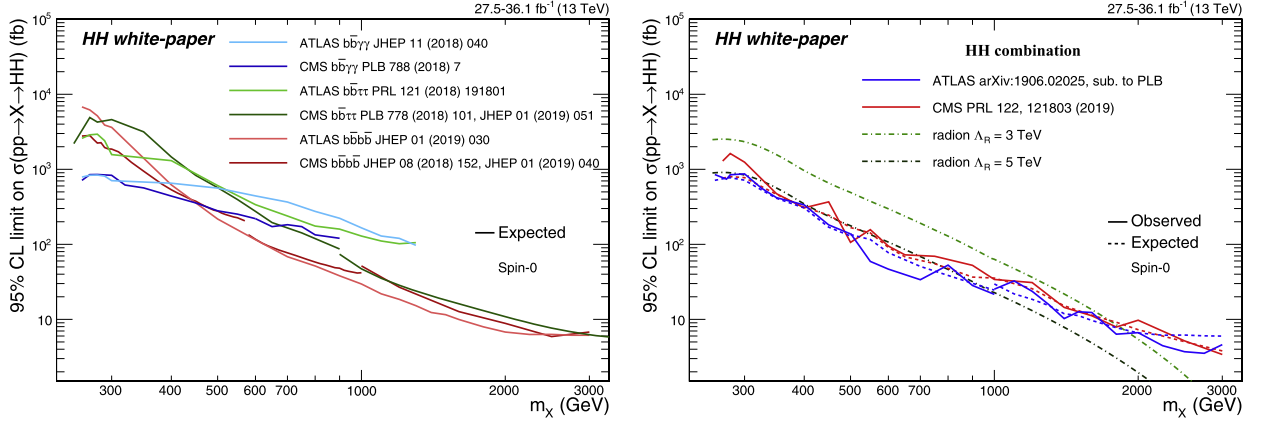 27.5-36.1 fb⁻¹ (13 TeV)
HH white-paper
ATLAS bb̅γγ JHEP 11 (2018) 040
CMS bb̅γγ PLB 788 (2018) 7
ATLAS bb̅ττ PRL 121 (2018) 191801
CMS bb̅ττ PLB 778 (2018) 101, JHEP 01 (2019) 051
ATLAS bb̅bb̅ JHEP 01 (2019) 030
CMS bb̅bb̅ JHEP 08 (2018) 152, JHEP 01 (2019) 040
Expected
Spin-0
95% CL limit on σ(pp→X→HH) (fb)
10⁵
10⁴
10³
10²
10
300 400 500 600 700 1000 2000 3000
m_X (GeV)
27.5-36.1 fb⁻¹ (13 TeV)
HH white-paper
HH combination
ATLAS arXiv:1906.02025, sub. to PLB
CMS PRL 122, 121803 (2019)
radion Λ_R = 3 TeV
radion Λ_R = 5 TeV
Observed
Expected
Spin-0
95% CL limit on σ(pp→X→HH) (fb)
10⁵
10⁴
10³
10²
10
300 400 500 600 700 1000 2000 3000
m_X (GeV)